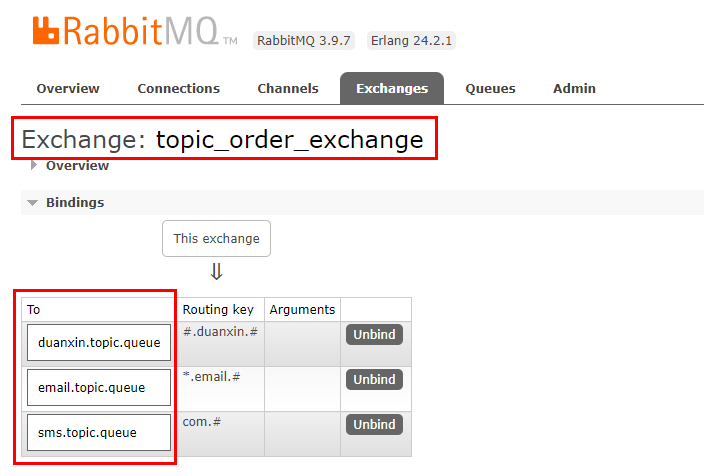 RabbitMQ TM RabbitMQ 3.9.7 Erlang 24.2.1
Overview Connections Channels Exchanges Queues Admin
Exchange: topic_order_exchange
Overview
Bindings
This exchange
⇓
To Routing key Arguments
duanxin.topic.queue #.duanxin.# Unbind
email.topic.queue *.email.# Unbind
sms.topic.queue com.# Unbind